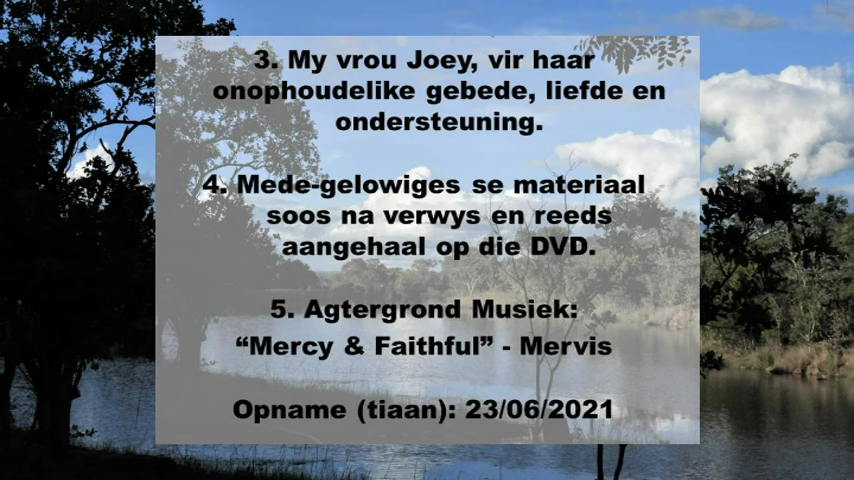 3. My vrou Joey, vir haar
onophoudelike gebede, liefde en
ondersteuning.
4. Mede-gelowiges se materiaal
soos na verwys en reeds
aangehaal op die DVD.
5. Agtergrond Musiek:
“Mercy & Faithful” - Mervis
Opname (tiaan): 23/06/2021